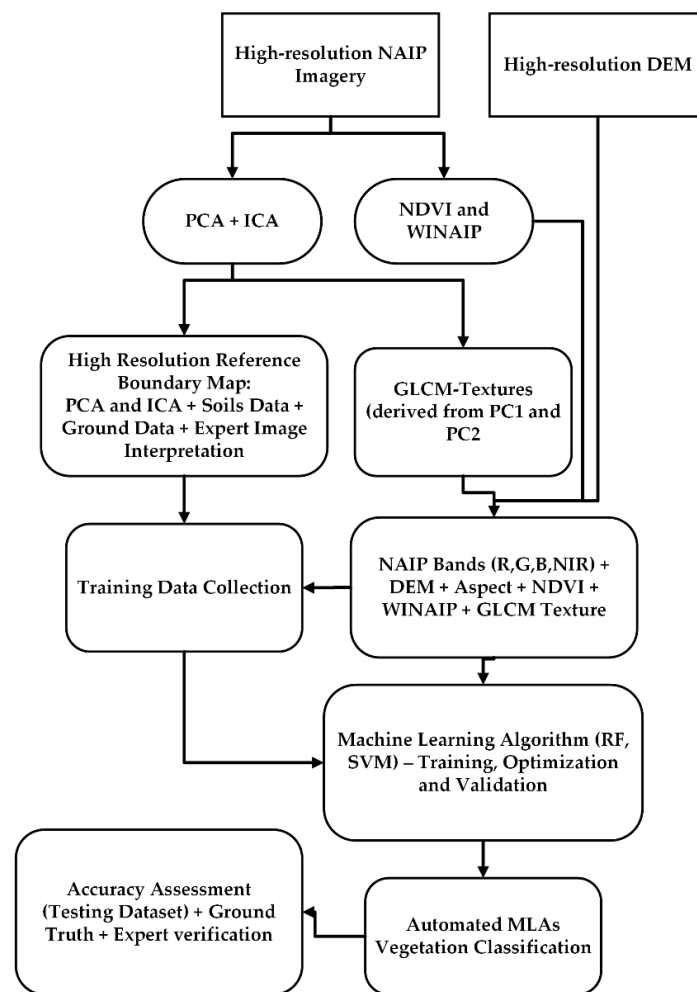 High-resolution NAIP
Imagery
High-resolution DEM
PCA + ICA
NDVI and
WINAIP
High Resolution Reference
Boundary Map:
PCA and ICA + Soils Data +
Ground Data + Expert Image
Interpretation
GLCM-Textures
(derived from PC1 and
PC2
Training Data Collection
NAIP Bands (R,G,B,NIR) +
DEM + Aspect + NDVI +
WINAIP + GLCM Texture
Machine Learning Algorithm (RF,
SVM) – Training, Optimization
and Validation
Accuracy Assessment
(Testing Dataset) + Ground
Truth + Expert verification
Automated MLAs
Vegetation Classification